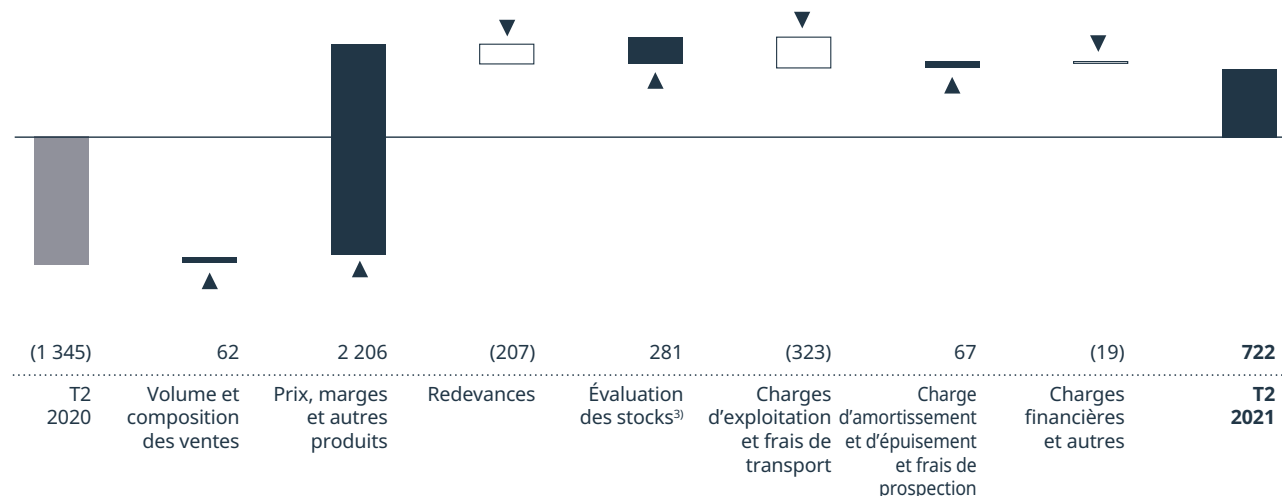 (1 345)
62
2 206
(207)
281
(323)
67
(19)
722
T2
2020
Volume et
composition
des ventes
Prix, marges
et autres
produits
Redevances
Évaluation
des stocks3)
Charges
d’exploitation
et frais de
transport
Charge
d’amortissement
et d’épuisement
et frais de
prospection
Charges
financières
et autres
T2
2021